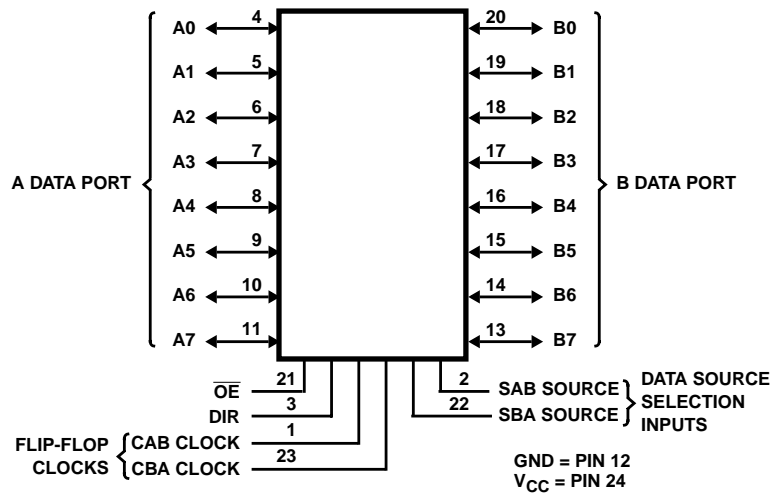 A0 4 20 B0
A1 5 19 B1
A2 6 18 B2
A3 7 17 B3
A DATA PORT B DATA PORT
A4 8 16 B4
A5 9 15 B5
A6 10 14 B6
A7 11 13 B7
OE 21 2 SAB SOURCE
DIR 3 22 SBA SOURCE
DATA SOURCE
SELECTION
INPUTS
FLIP-FLOP
CLOCKS
CAB CLOCK 1
CBA CLOCK 23
GND = PIN 12
VCC = PIN 24